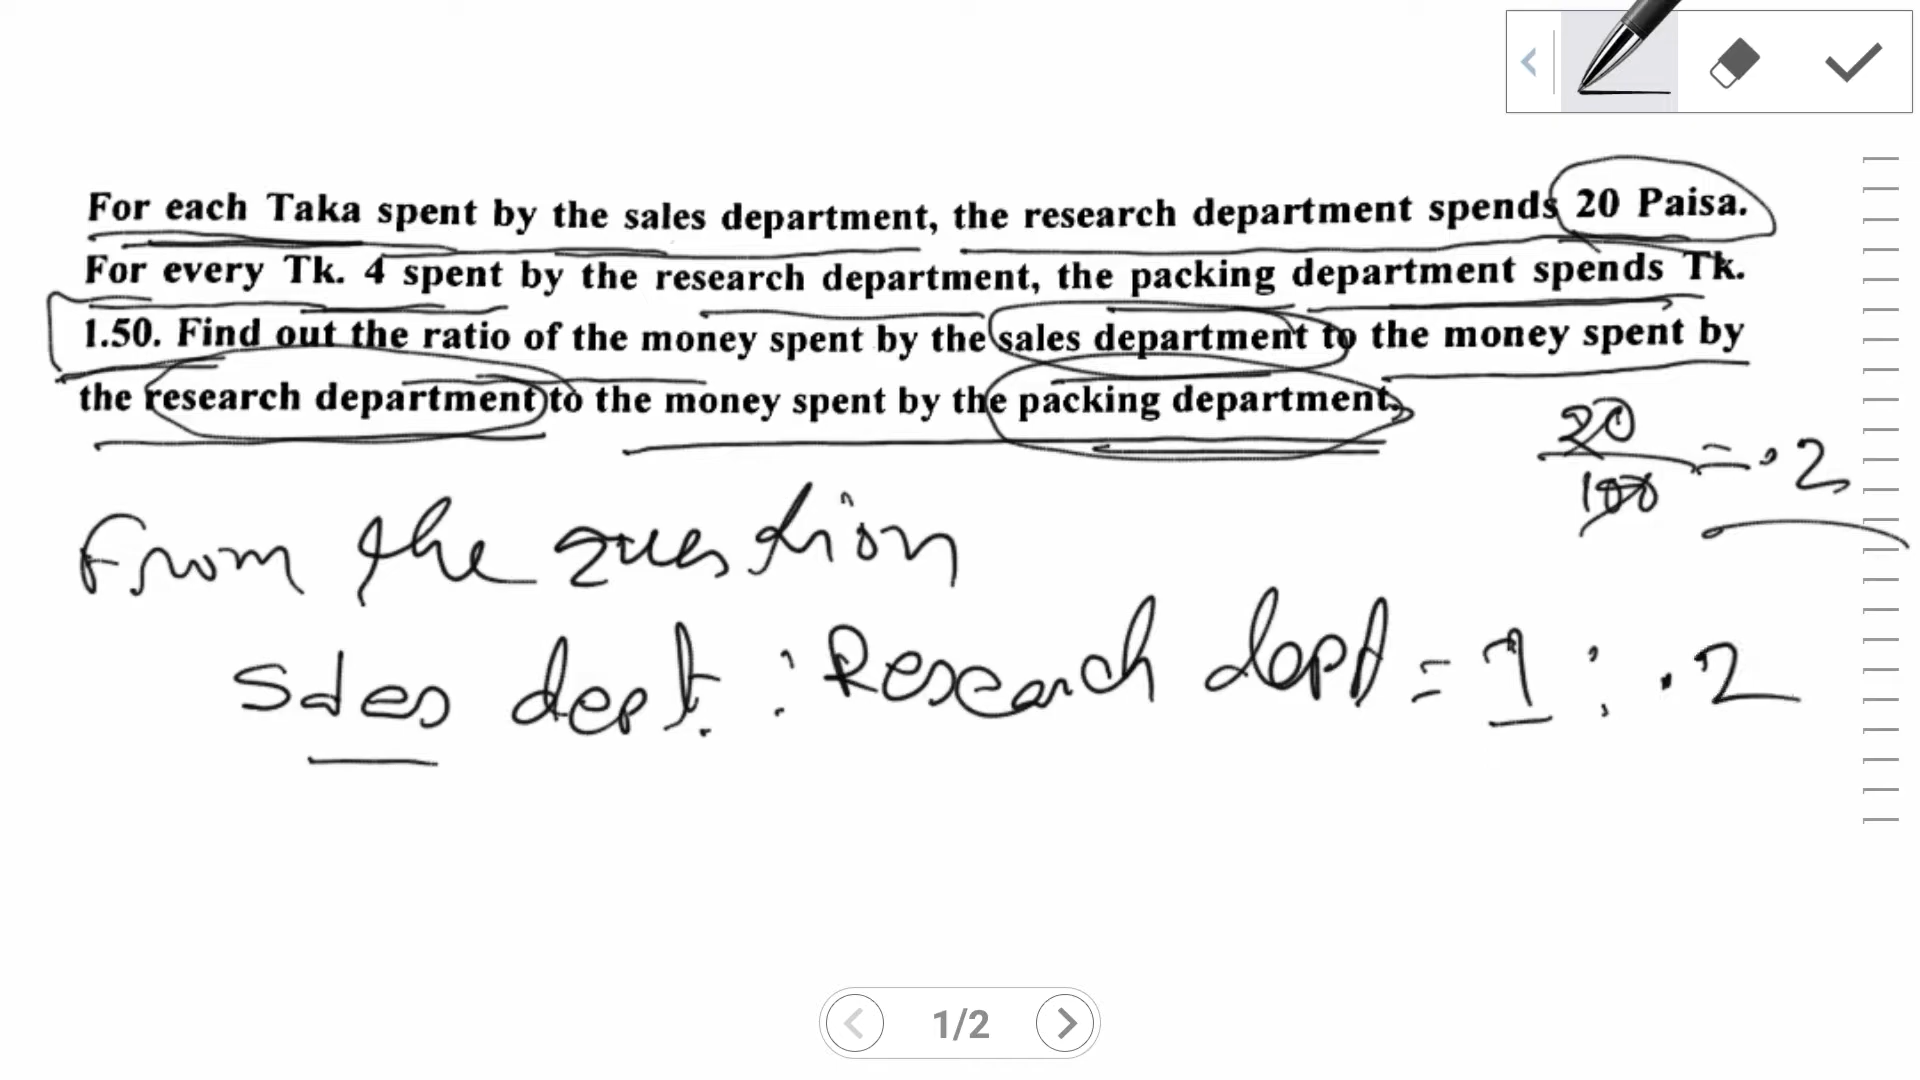 For each Taka spent by the sales department, the research department spends 20 Paisa.
For every Tk. 4 spent by the research department, the packing department spends Tk.
1.50. Find out the ratio of the money spent by the sales department to the money spent by
the research department to the money spent by the packing department.
20/100 = .2
From the question
Sales dept. : Research dept = 1 : .2
1/2